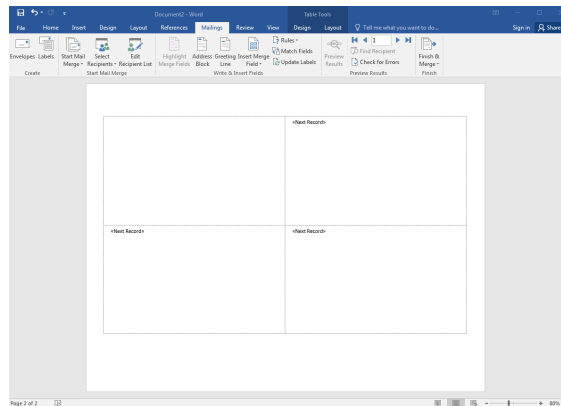 Document2 - Word
Table Tools
File Home Insert Design Layout References Mailings Review View Design Layout Tell me what you want to do... Sign in Share
Envelopes Labels Start Mail Merge Select Recipients Edit Recipient List Highlight Merge Fields Address Block Greeting Line Insert Merge Field Rules Match Fields Update Labels Preview Results 1 Find Recipient Check for Errors Finish & Merge
Create Start Mail Merge Write & Insert Fields Preview Results Finish
«Next Record»
«Next Record» «Next Record»
Page 2 of 2 80%